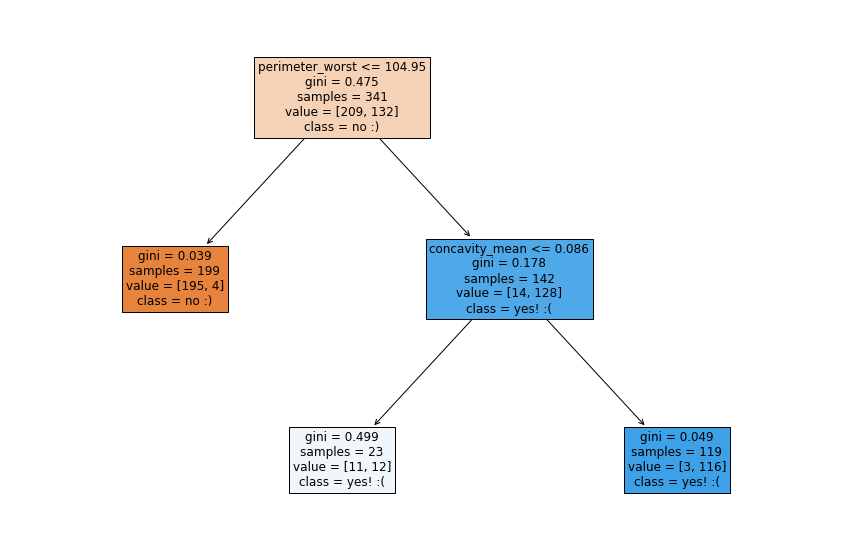 perimeter_worst <= 104.95
gini = 0.475
samples = 341
value = [209, 132]
class = no :)
gini = 0.039
samples = 199
value = [195, 4]
class = no :)
concavity_mean <= 0.086
gini = 0.178
samples = 142
value = [14, 128]
class = yes! :(
gini = 0.499
samples = 23
value = [11, 12]
class = yes! :(
gini = 0.049
samples = 119
value = [3, 116]
class = yes! :(